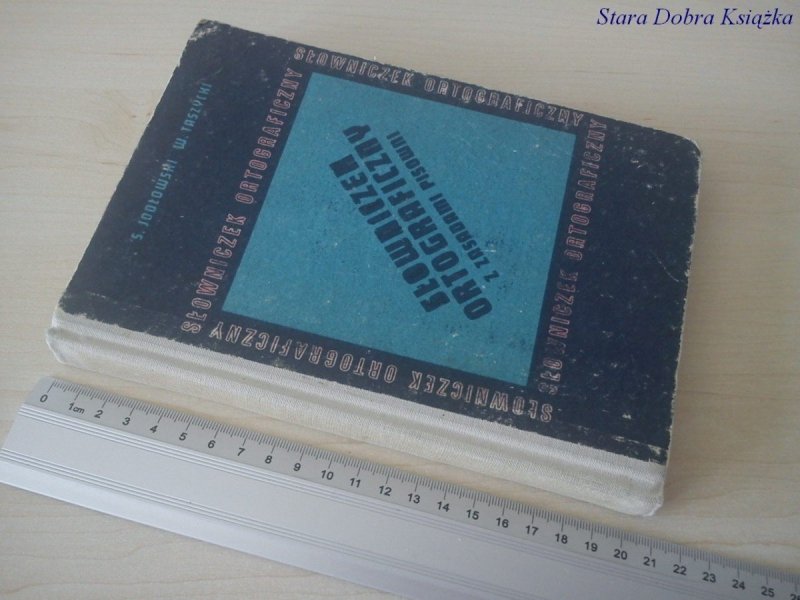 Stara Dobra Książka
S. JODŁOWSKI W. TASZYCKI
SŁOWNICZEK ORTOGRAFICZNY
SŁOWNICZEK ORTOGRAFICZNY
SŁOWNICZEK ORTOGRAFICZNY
SŁOWNICZEK ORTOGRAFICZNY
SŁOWNICZEK
ORTOGRAFICZNY
Z ZASADAMI PISOWNI
0 1cm 2 3 4 5 6 7 8 9 10 11 12 13 14 15 16 17 18 19 20 21 22 23 24 25 26